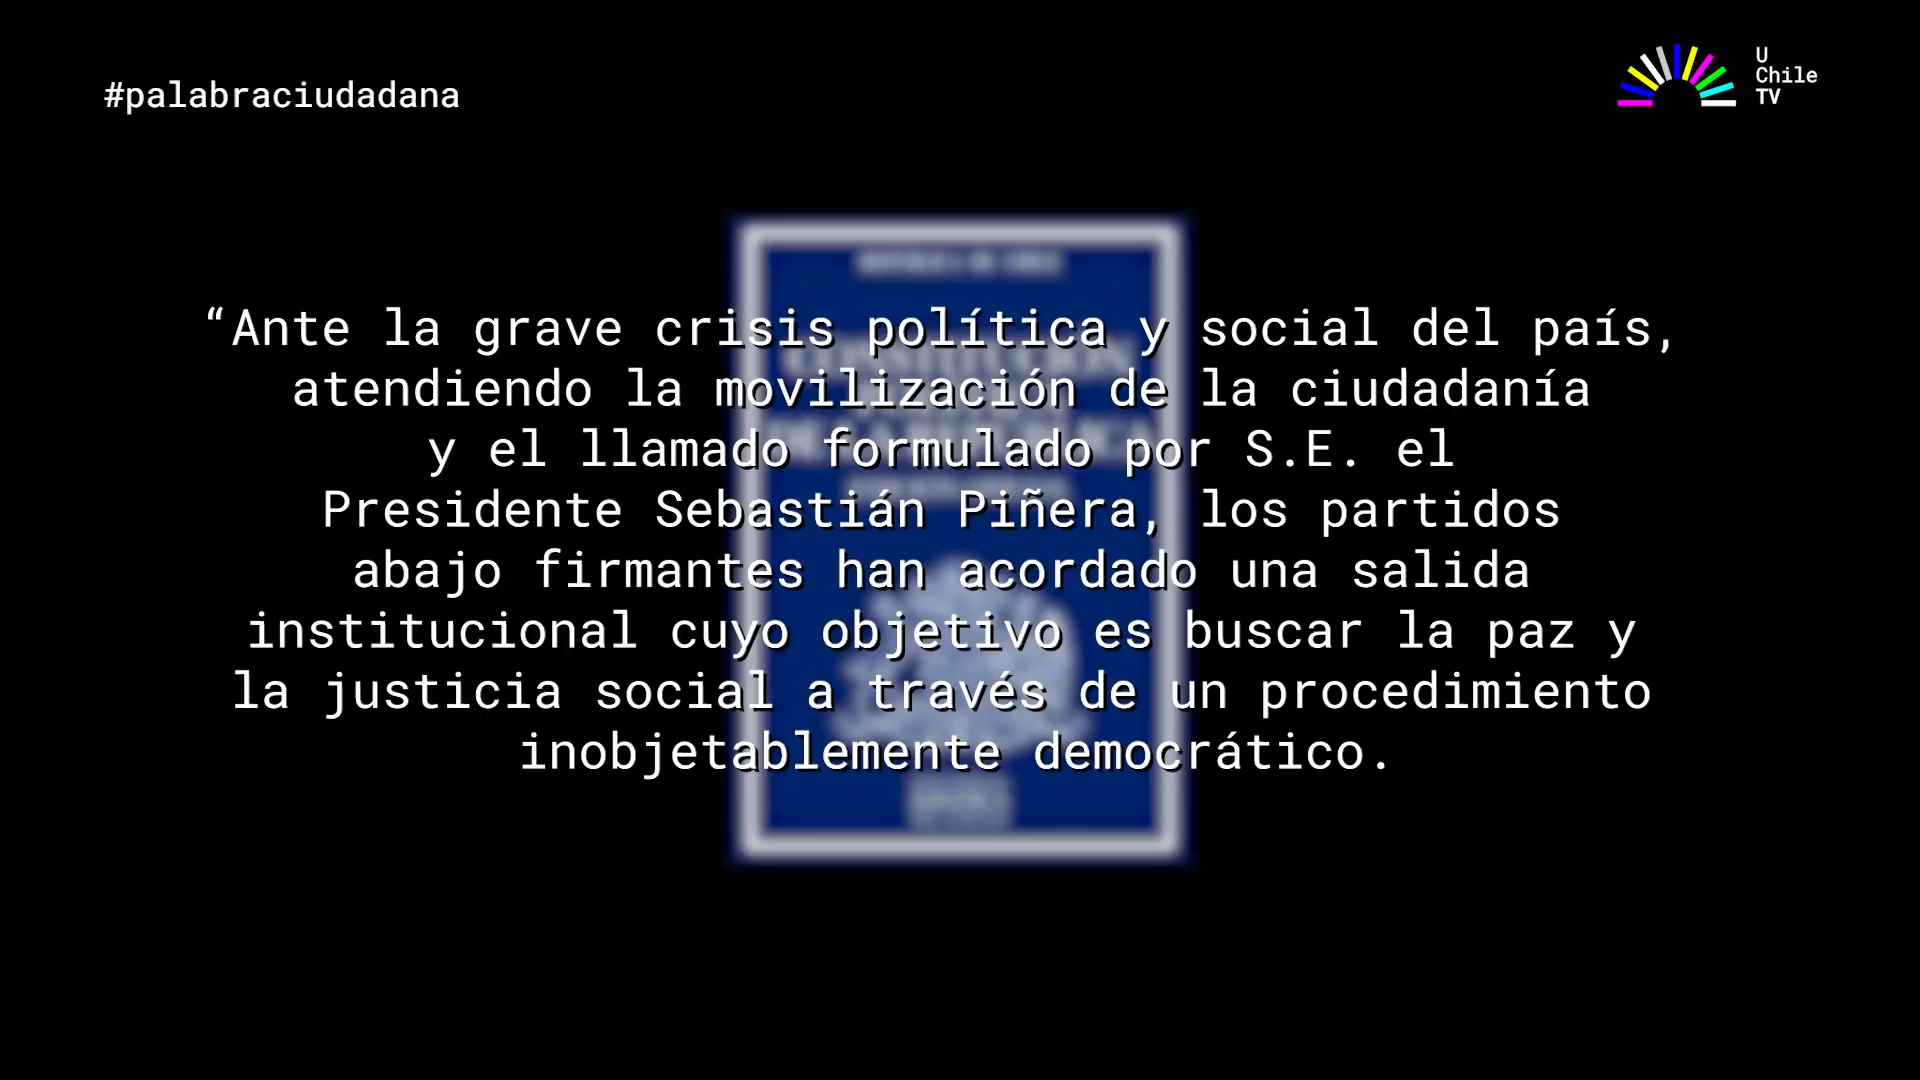 #palabraciudadana
U
Chile
TV
“Ante la grave crisis política y social del país,
atendiendo la movilización de la ciudadanía
y el llamado formulado por S.E. el
Presidente Sebastián Piñera, los partidos
abajo firmantes han acordado una salida
institucional cuyo objetivo es buscar la paz y
la justicia social a través de un procedimiento
inobjetablemente democrático.